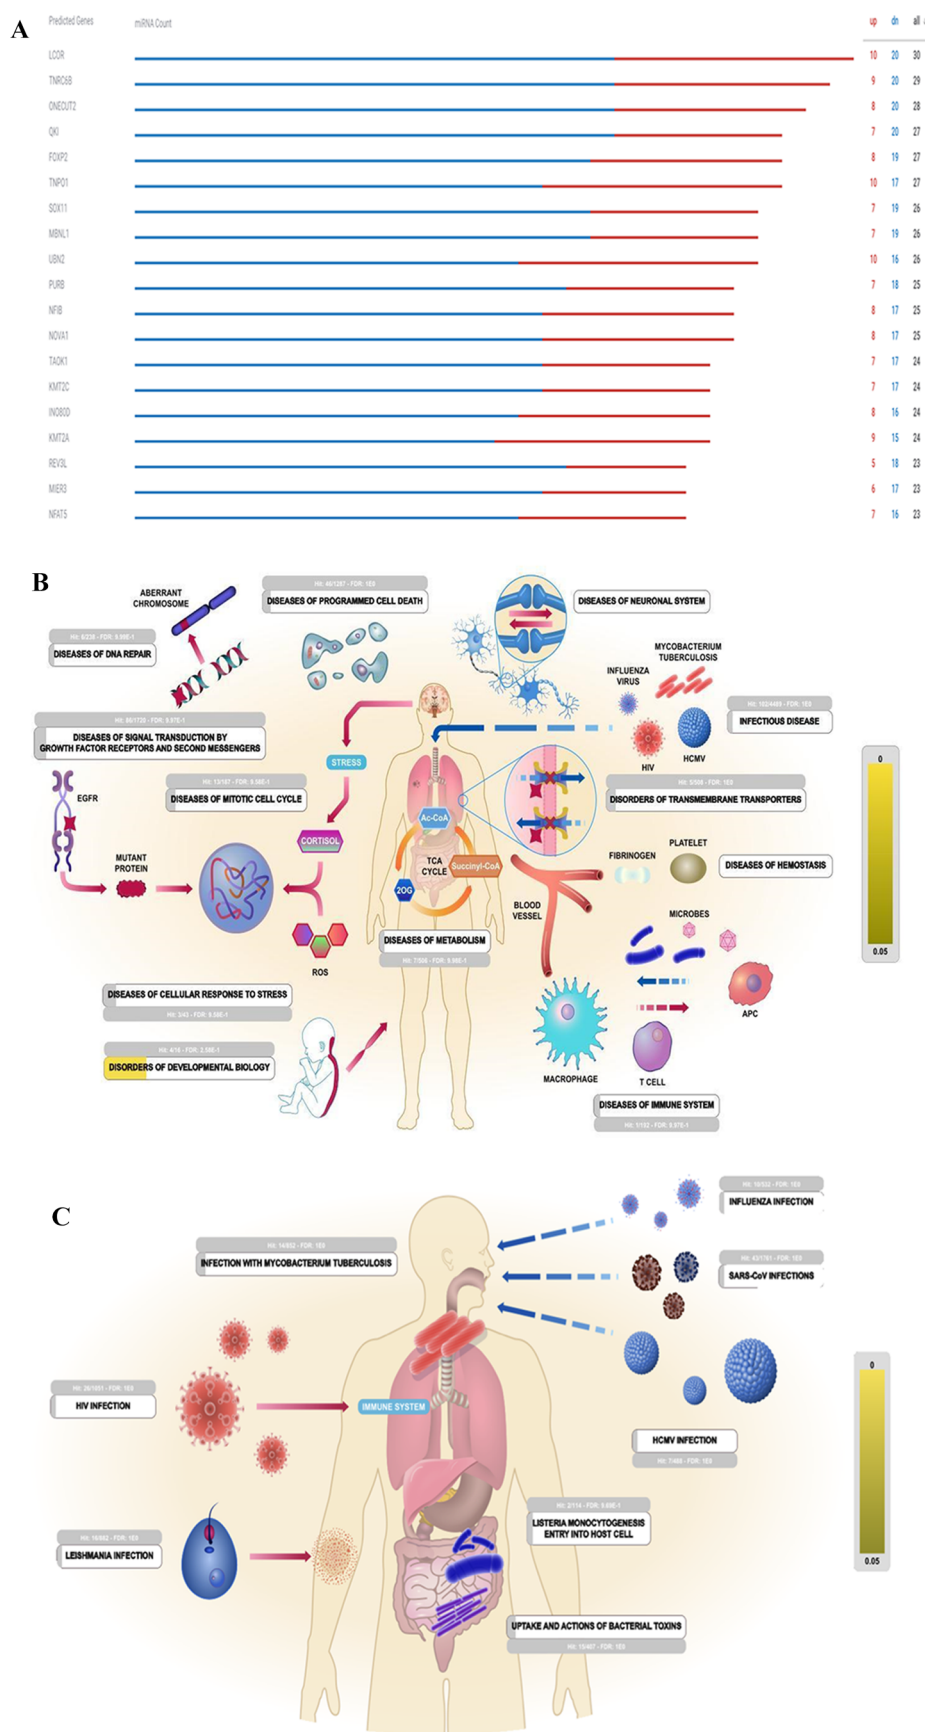 A
Predicted Genes miRNA Count up dn all
LCOR 10 20 30
TNRC6B 9 20 29
ONECUT2 8 20 28
QKI 7 20 27
FOXP2 8 19 27
TNPO1 10 17 27
SOX11 7 19 26
MBNL1 7 19 26
UBN2 10 16 26
PURB 7 18 25
NFIB 8 17 25
NOVA1 8 17 25
TAOK1 7 17 24
KMT2C 7 17 24
INO80D 8 16 24
KMT2A 9 15 24
REV3L 5 18 23
MIER3 6 17 23
NFAT5 7 16 23
B
ABERRANT
CHROMOSOME
DISEASES OF PROGRAMMED CELL DEATH
DISEASES OF NEURONAL SYSTEM
DISEASES OF DNA REPAIR
MYCOBACTERIUM
TUBERCULOSIS
INFLUENZA
VIRUS
INFECTIOUS DISEASE
HIV
HCMV
DISEASES OF SIGNAL TRANSDUCTION BY
GROWTH FACTOR RECEPTORS AND SECOND MESSENGERS
STRESS
EGFR
DISEASES OF MITOTIC CELL CYCLE
DISORDERS OF TRANSMEMBRANE TRANSPORTERS
0
0.05
Ac-CoA
CORTISOL
TCA
CYCLE
Succinyl-CoA
2OG
MUTANT
PROTEIN
PLATELET
FIBRINOGEN
DISEASES OF HEMOSTASIS
BLOOD
VESSEL
MICROBES
ROS
DISEASES OF METABOLISM
DISEASES OF CELLULAR RESPONSE TO STRESS
APC
DISORDERS OF DEVELOPMENTAL BIOLOGY
MACROPHAGE
T CELL
DISEASES OF IMMUNE SYSTEM
C
INFLUENZA INFECTION
INFECTION WITH MYCOBACTERIUM TUBERCULOSIS
SARS-CoV INFECTIONS
0
0.05
HIV INFECTION
IMMUNE SYSTEM
HCMV INFECTION
LISTERIA MONOCYTOGENESIS
ENTRY INTO HOST CELL
LEISHMANIA INFECTION
UPTAKE AND ACTIONS OF BACTERIAL TOXINS